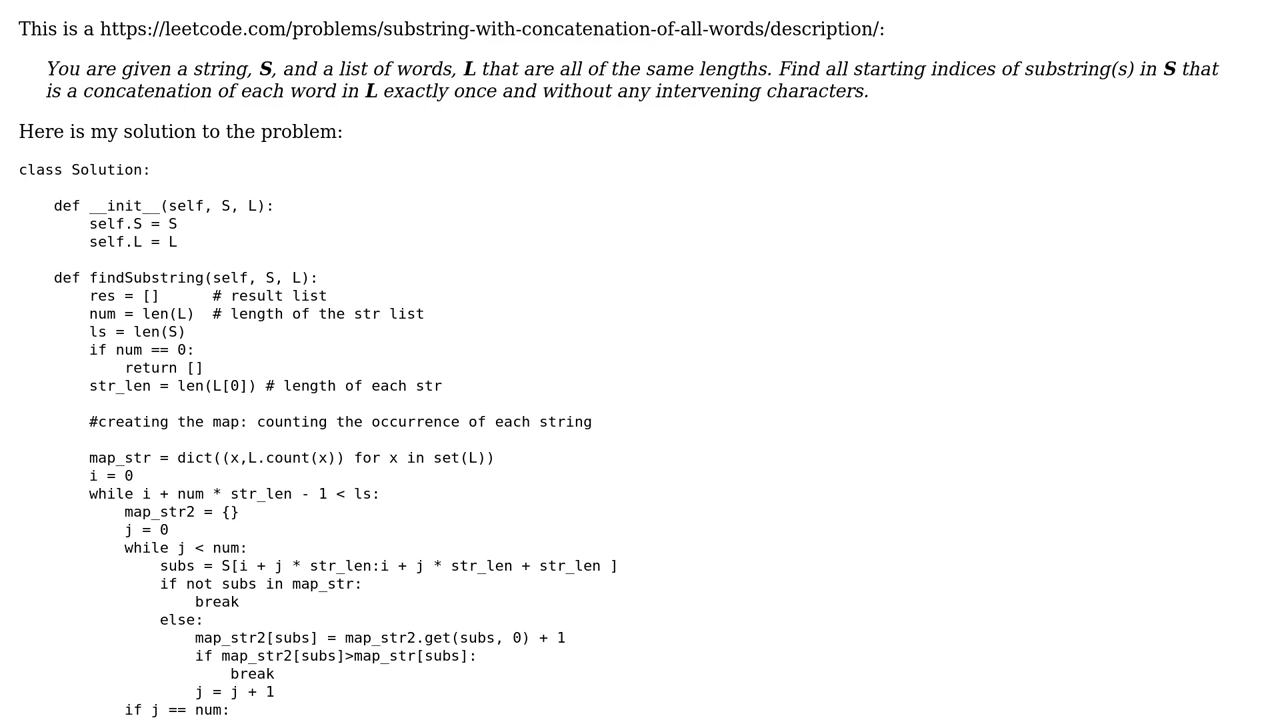 This is a https://leetcode.com/problems/substring-with-concatenation-of-all-words/description/:
You are given a string, S, and a list of words, L that are all of the same lengths. Find all starting indices of substring(s) in S that
is a concatenation of each word in L exactly once and without any intervening characters.
Here is my solution to the problem:
class Solution:
    def __init__(self, S, L):
        self.S = S
        self.L = L
    def findSubstring(self, S, L):
        res = []      # result list
        num = len(L)  # length of the str list
        ls = len(S)
        if num == 0:
            return []
        str_len = len(L[0]) # length of each str
        #creating the map: counting the occurrence of each string
        map_str = dict((x,L.count(x)) for x in set(L))
        i = 0
        while i + num * str_len - 1 < ls:
            map_str2 = {}
            j = 0
            while j < num:
                subs = S[i + j * str_len:i + j * str_len + str_len ]
                if not subs in map_str:
                    break
                else:
                    map_str2[subs] = map_str2.get(subs, 0) + 1
                    if map_str2[subs]>map_str[subs]:
                        break
                    j = j + 1
            if j == num: